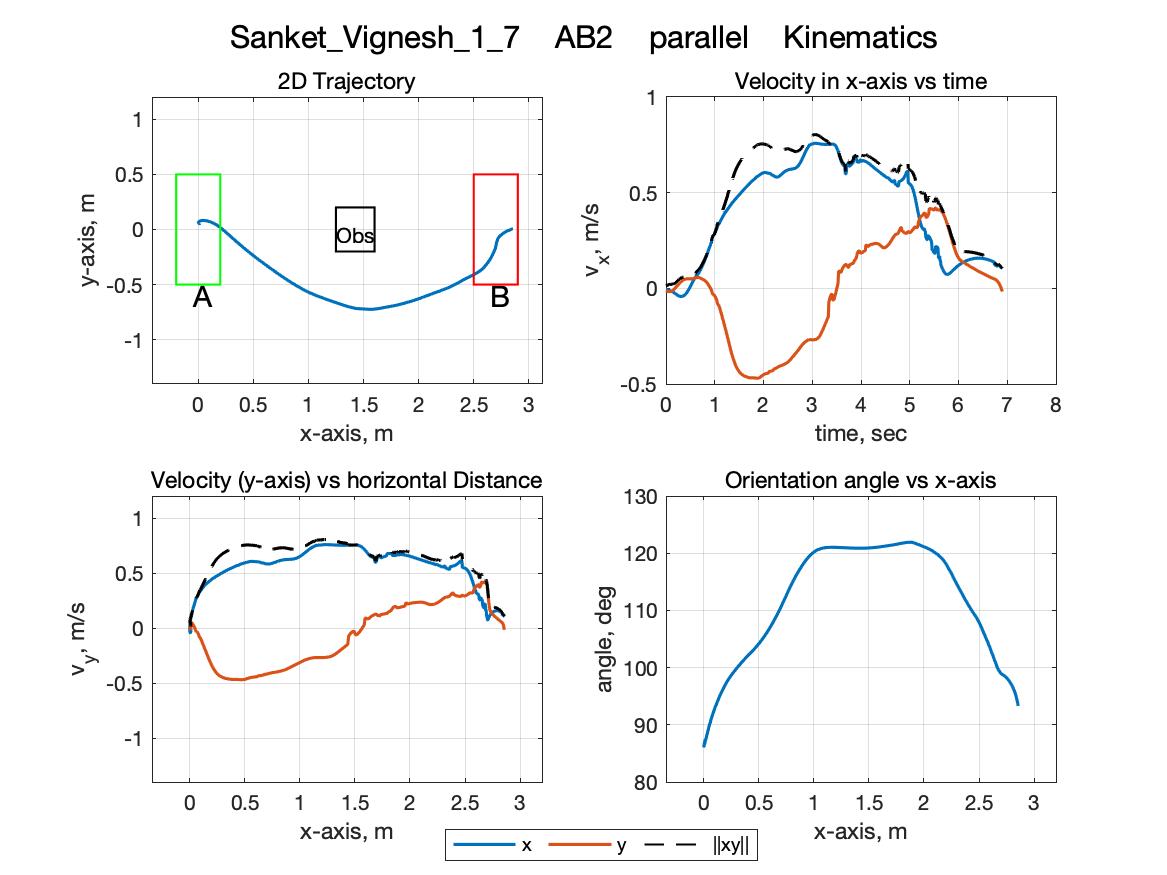 Sanket_Vignesh_1_7 AB2 parallel Kinematics
2D Trajectory
1
0.5
0
-0.5
-1
y-axis, m
Obs
A
B
0 0.5 1 1.5 2 2.5 3
x-axis, m
Velocity in x-axis vs time
1
0.5
0
-0.5
v_x, m/s
0 1 2 3 4 5 6 7 8
time, sec
Velocity (y-axis) vs horizontal Distance
1
0.5
0
-0.5
-1
v_y, m/s
0 0.5 1 1.5 2 2.5 3
x-axis, m
Orientation angle vs x-axis
130
120
110
100
90
80
angle, deg
0 0.5 1 1.5 2 2.5 3
x-axis, m
x y ||xy||